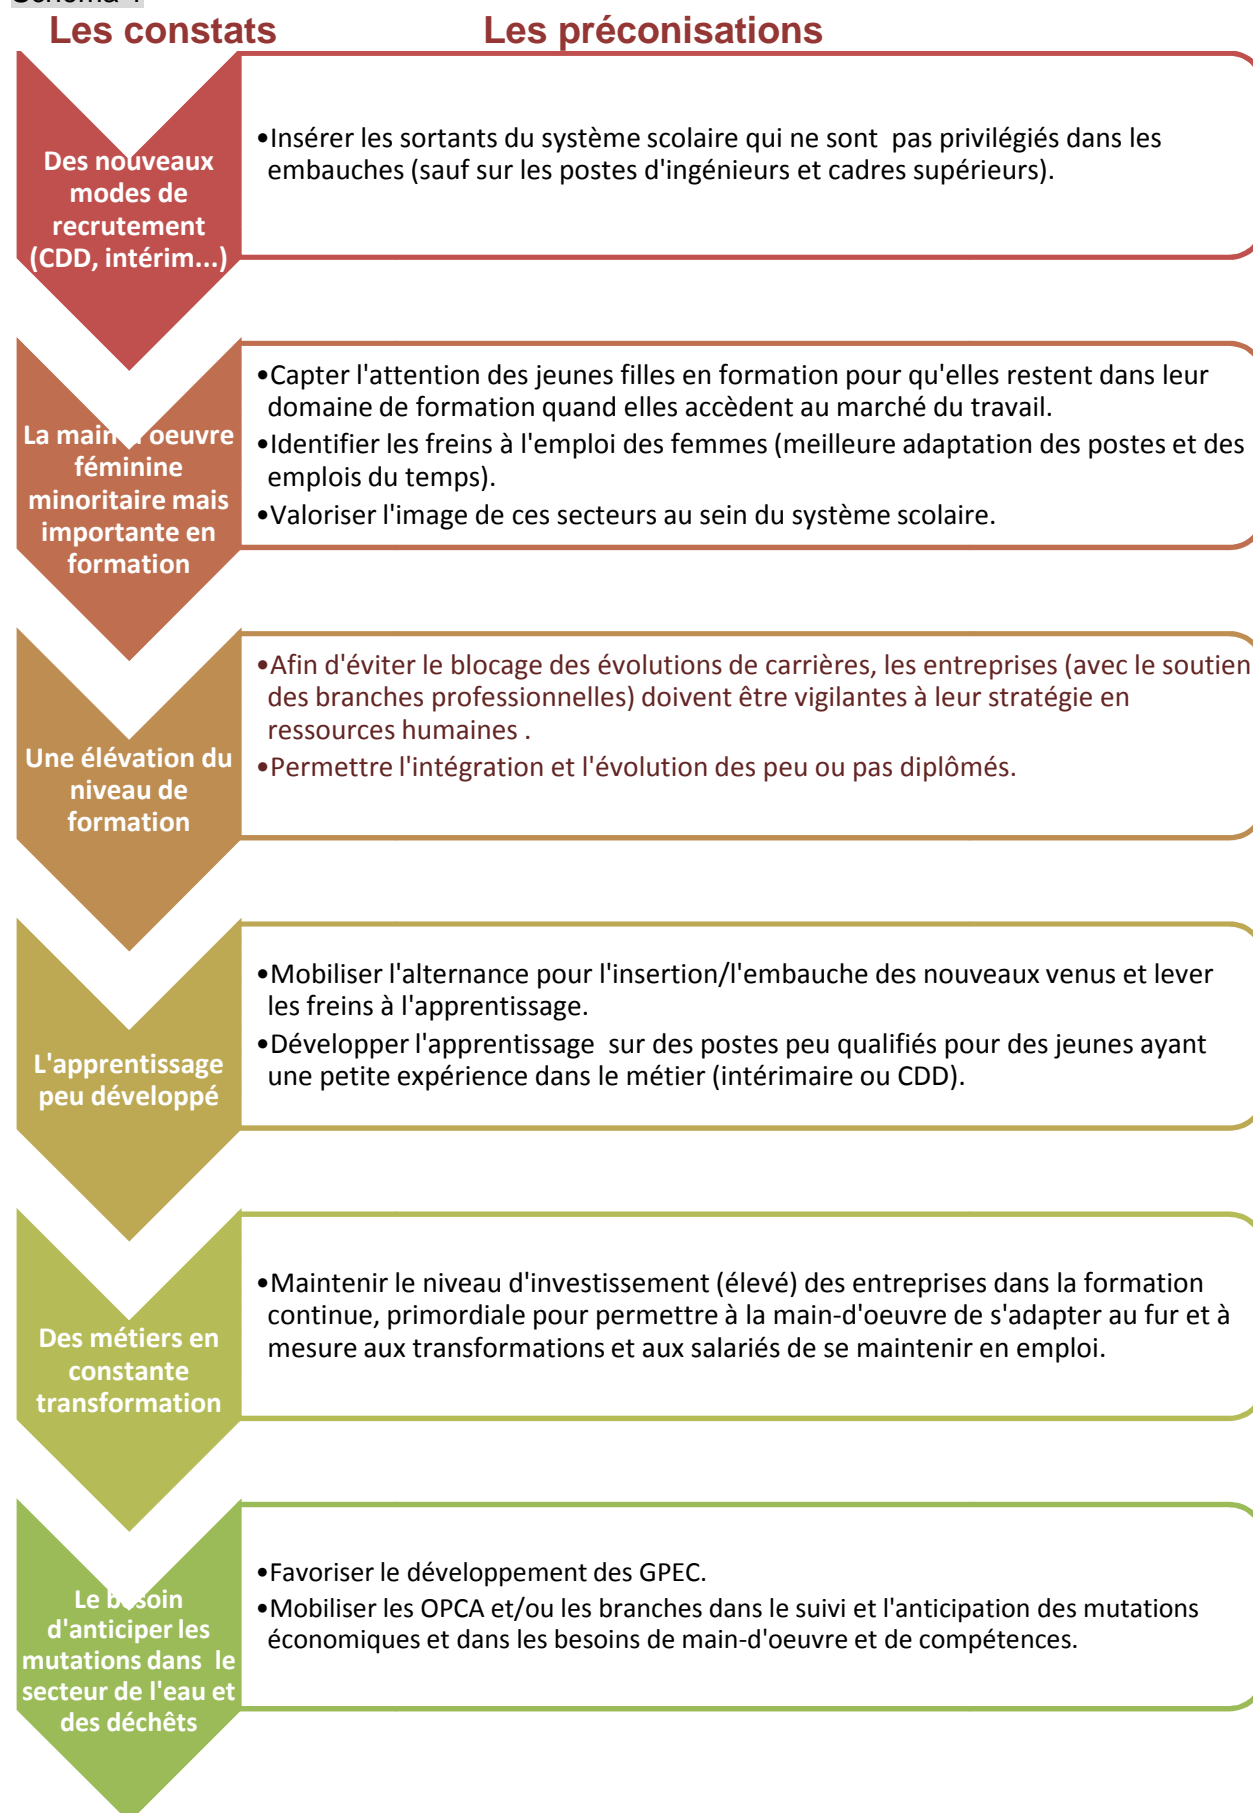 Les constats Les préconisations
Des nouveaux
modes de
recrutement
(CDD, intérim...)
•Insérer les sortants du système scolaire qui ne sont pas privilégiés dans les
embauches (sauf sur les postes d'ingénieurs et cadres supérieurs).
La main oeuvre
féminine
minoritaire mais
importante en
formation
•Capter l'attention des jeunes filles en formation pour qu'elles restent dans leur
domaine de formation quand elles accèdent au marché du travail.
•Identifier les freins à l'emploi des femmes (meilleure adaptation des postes et des
emplois du temps).
•Valoriser l'image de ces secteurs au sein du système scolaire.
Une élévation du
niveau de
formation
•Afin d'éviter le blocage des évolutions de carrières, les entreprises (avec le soutien
des branches professionnelles) doivent être vigilantes à leur stratégie en
ressources humaines .
•Permettre l'intégration et l'évolution des peu ou pas diplômés.
L'apprentissage
peu développé
•Mobiliser l'alternance pour l'insertion/l'embauche des nouveaux venus et lever
les freins à l'apprentissage.
•Développer l'apprentissage sur des postes peu qualifiés pour des jeunes ayant
une petite expérience dans le métier (intérimaire ou CDD).
Des métiers en
constante
transformation
•Maintenir le niveau d'investissement (élevé) des entreprises dans la formation
continue, primordiale pour permettre à la main-d'oeuvre de s'adapter au fur et à
mesure aux transformations et aux salariés de se maintenir en emploi.
Le besoin
d'anticiper les
mutations dans le
secteur de l'eau et
des déchêts
•Favoriser le développement des GPEC.
•Mobiliser les OPCA et/ou les branches dans le suivi et l'anticipation des mutations
économiques et dans les besoins de main-d'oeuvre et de compétences.